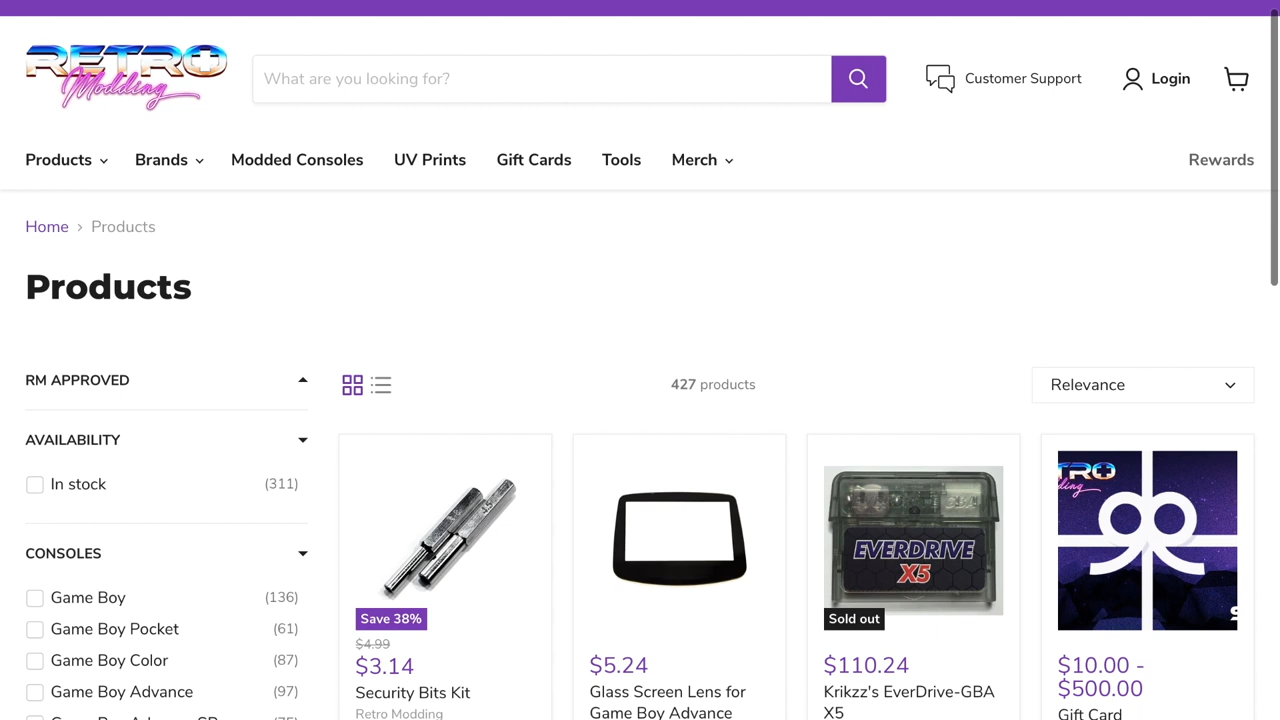 RETRO
Modding
What are you looking for?
Customer Support
Login
Products
Brands
Modded Consoles
UV Prints
Gift Cards
Tools
Merch
Rewards
Home > Products
Products
RM APPROVED
AVAILABILITY
In stock (311)
CONSOLES
Game Boy (136)
Game Boy Pocket (61)
Game Boy Color (87)
Game Boy Advance (97)
427 products
Relevance
Save 38%
$4.99
$3.14
Security Bits Kit
Retro Modding
$5.24
Glass Screen Lens for
Game Boy Advance
EVERDRIVE
X5
Sold out
$110.24
Krikzz's EverDrive-GBA
X5
$10.00 -
$500.00
Gift Card